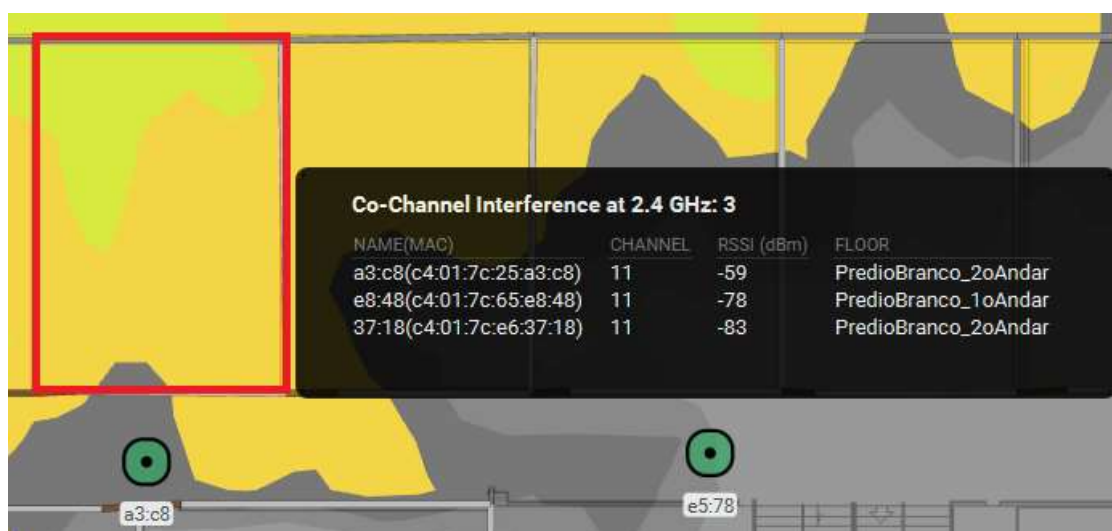 Co-Channel Interference at 2.4 GHz: 3
NAME(MAC) CHANNEL RSSI (dBm) FLOOR
a3:c8(c4:01:7c:25:a3:c8) 11 -59 PredioBranco_2oAndar
e8:48(c4:01:7c:65:e8:48) 11 -78 PredioBranco_1oAndar
37:18(c4:01:7c:e6:37:18) 11 -83 PredioBranco_2oAndar
a3:c8
e5:78